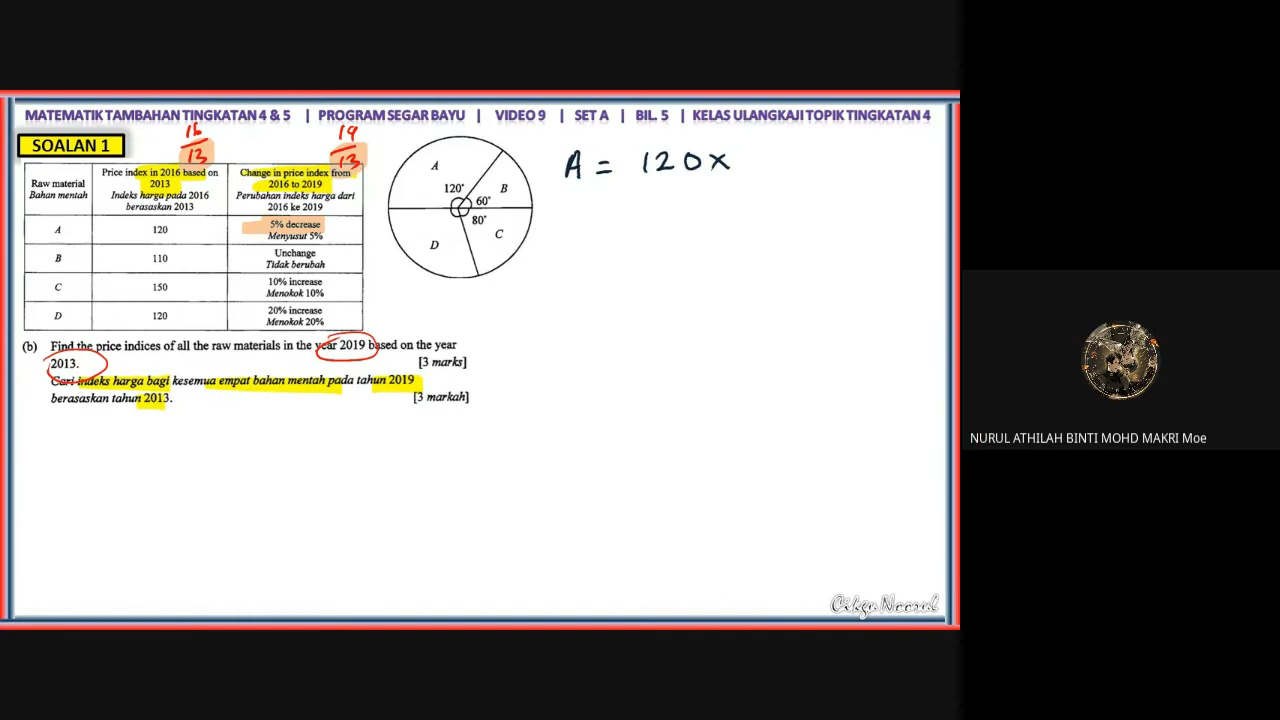 MATEMATIK TAMBAHAN TINGKATAN 4 & 5 | PROGRAM SEGAR BAYU | VIDEO 9 | SET A | BIL. 5 | KELAS ULANGKAJI TOPIK TINGKATAN 4
SOALAN 1
16
13
19
13
Raw material
Bahan mentah
Price index in 2016 based on
2013
Indeks harga pada 2016
berasaskan 2013
Change in price index from
2016 to 2019
Perubahan indeks harga dari
2016 ke 2019
A
120
5% decrease
Menyusut 5%
B
110
Unchange
Tidak berubah
C
150
10% increase
Menokok 10%
D
120
20% increase
Menokok 20%
A
120°
B
60°
80°
C
D
A = 120 x
(b) Find the price indices of all the raw materials in the year 2019 based on the year
2013. [3 marks]
Cari indeks harga bagi kesemua empat bahan mentah pada tahun 2019
berasaskan tahun 2013. [3 markah]
Cikgu Noorul
NURUL ATHILAH BINTI MOHD MAKRI Moe